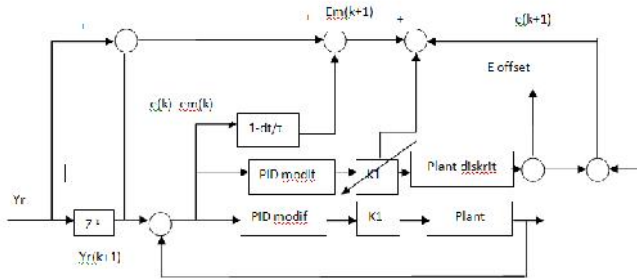 Em(k+1)
+
+
+
ç(k+1)
E offset
ç(k) em(k)
1-dt/τ
PID modif
K1
Plant diskrit
Yr
Z
PID modif
K1
Plant
Yr(k+1)